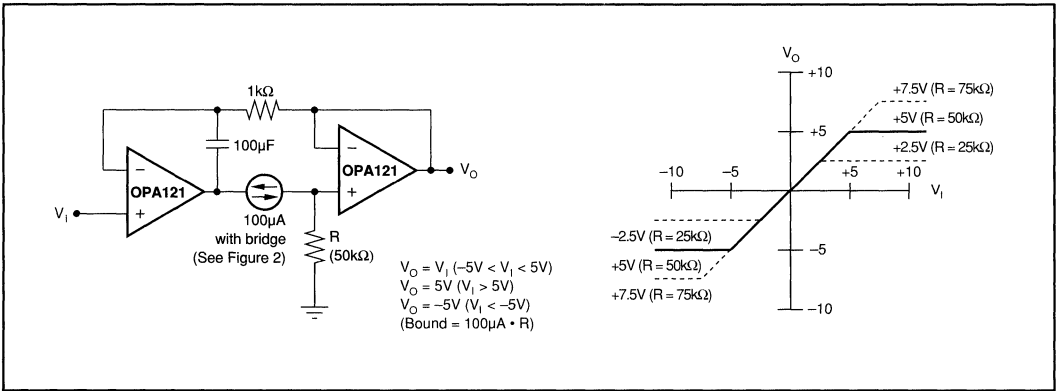 1kΩ
100µF
–
OPA121
+
V_I
100µA
with bridge
(See Figure 2)
R
(50kΩ)
–
OPA121
+
V_O
V_O = V_I (–5V < V_I < 5V)
V_O = 5V (V_I > 5V)
V_O = –5V (V_I < –5V)
(Bound = 100µA • R)
V_O
+10
+7.5V (R = 75kΩ)
+5
+5V (R = 50kΩ)
+2.5V (R = 25kΩ)
–10
–5
+5
+10
V_I
–2.5V (R = 25kΩ)
+5V (R = 50kΩ)
+7.5V (R = 75kΩ)
–5
–10